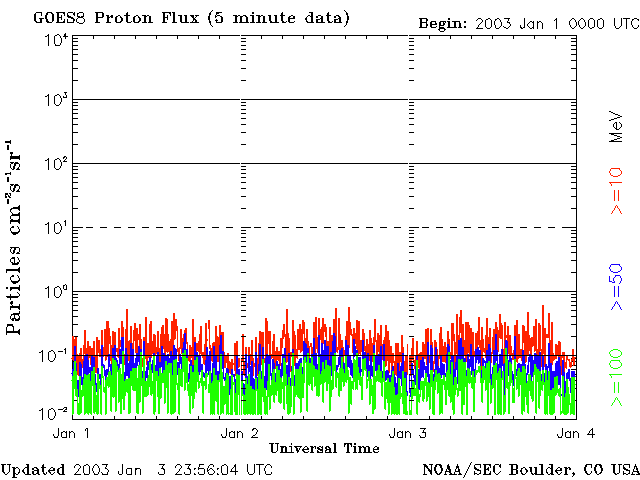 GOES8 Proton Flux (5 minute data)
Begin: 2003 Jan 1 0000 UTC
10⁴
10³
10²
10¹
10⁰
10⁻¹
10⁻²
Particles cm⁻²s⁻¹sr⁻¹
MeV
>=10
>=50
>=100
Jan 1
Jan 2
Jan 3
Jan 4
Universal Time
Updated 2003 Jan 3 23:56:04 UTC
NOAA/SEC Boulder, CO USA